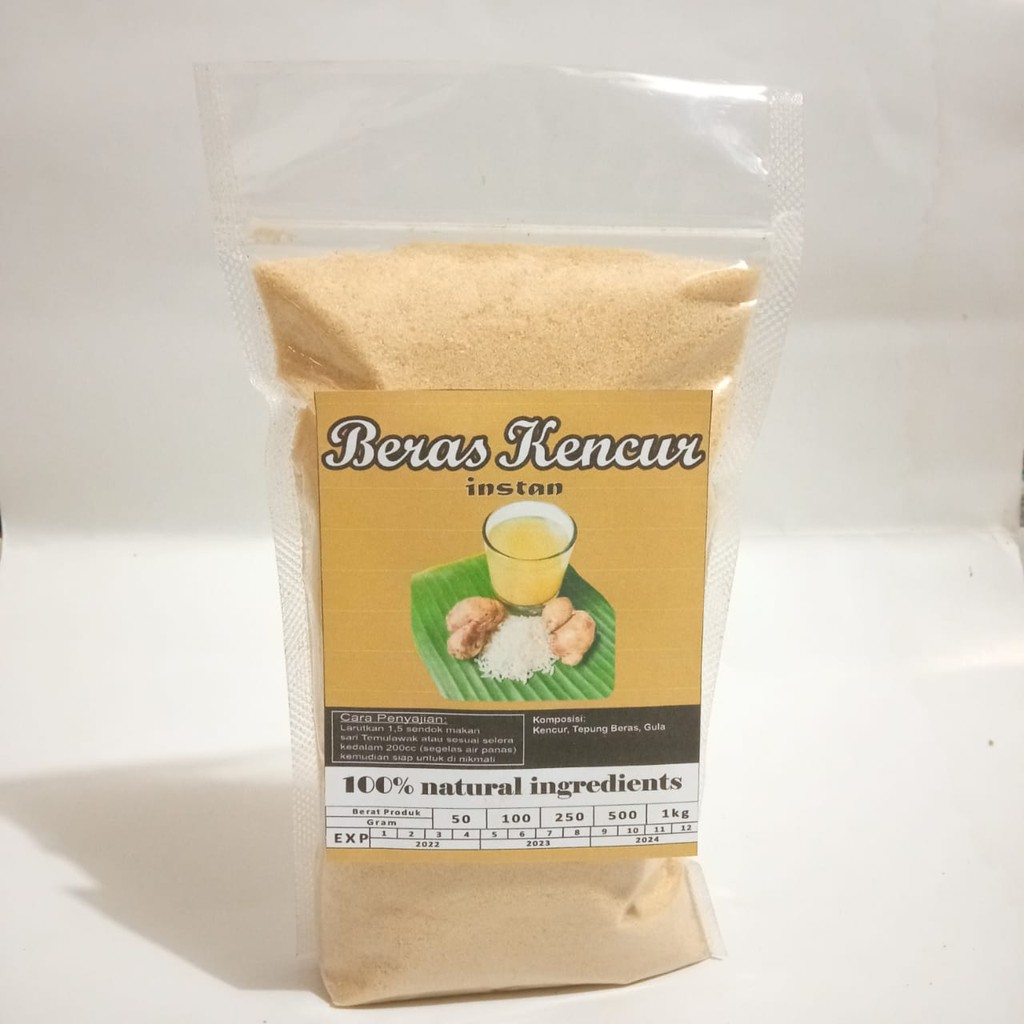 Beras Kencur
instan
Cara Penyajian:
Larutkan 1,5 sendok makan
sari Temulawak atau sesuai selera
kedalam 200cc (segelas air panas)
kemudian siap untuk di nikmati
Komposisi:
Kencur, Tepung Beras, Gula
100% natural ingredients
Berat Produk
Gram
50 100 250 500 1kg
EXP
1 2 3 4 5 6 7 8 9 10 11 12
2022 2023 2024